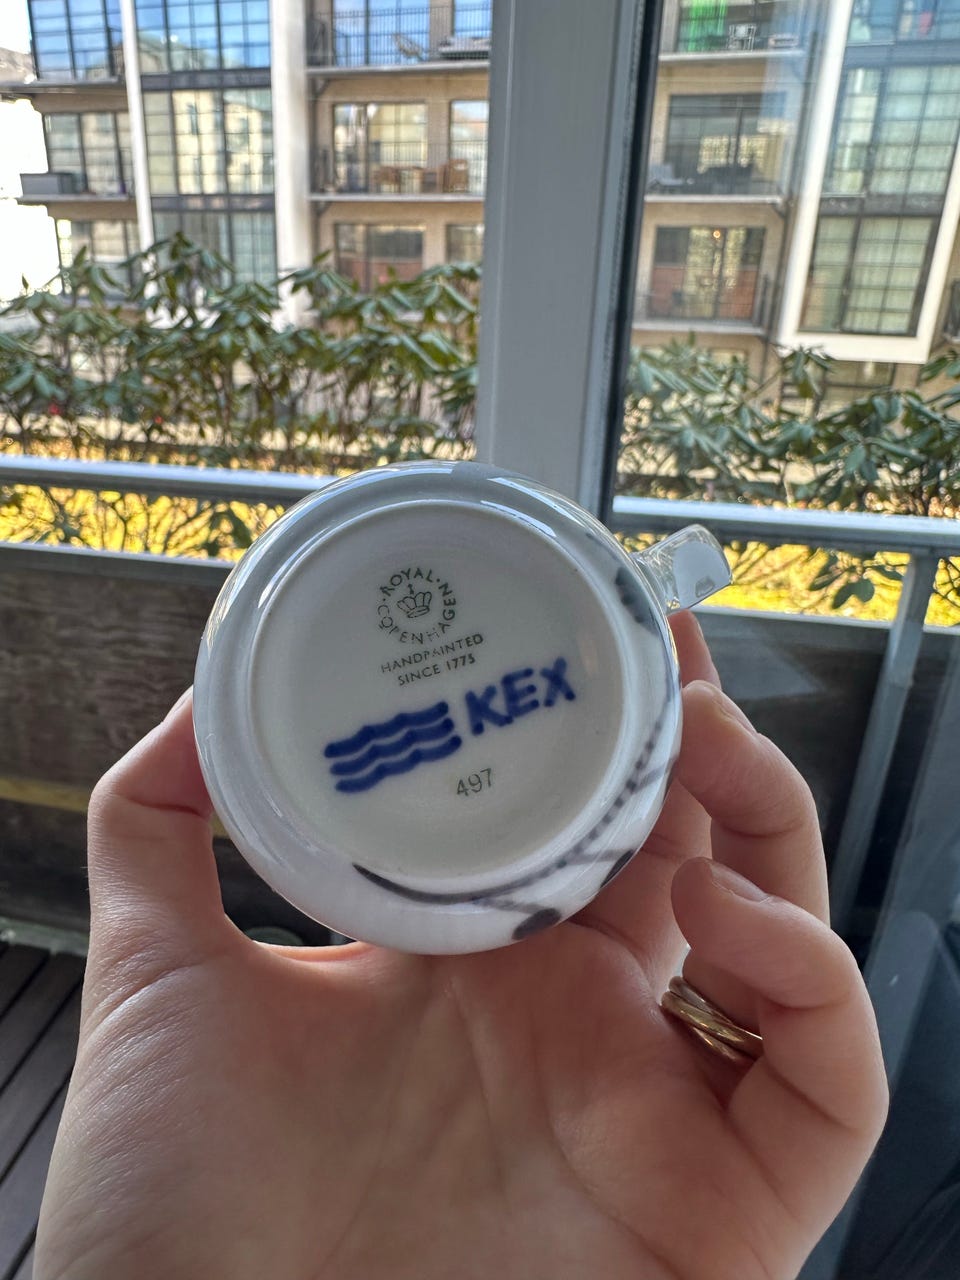 ROYAL
COPENHAGEN
HANDPAINTED
SINCE 1775
KEX
497